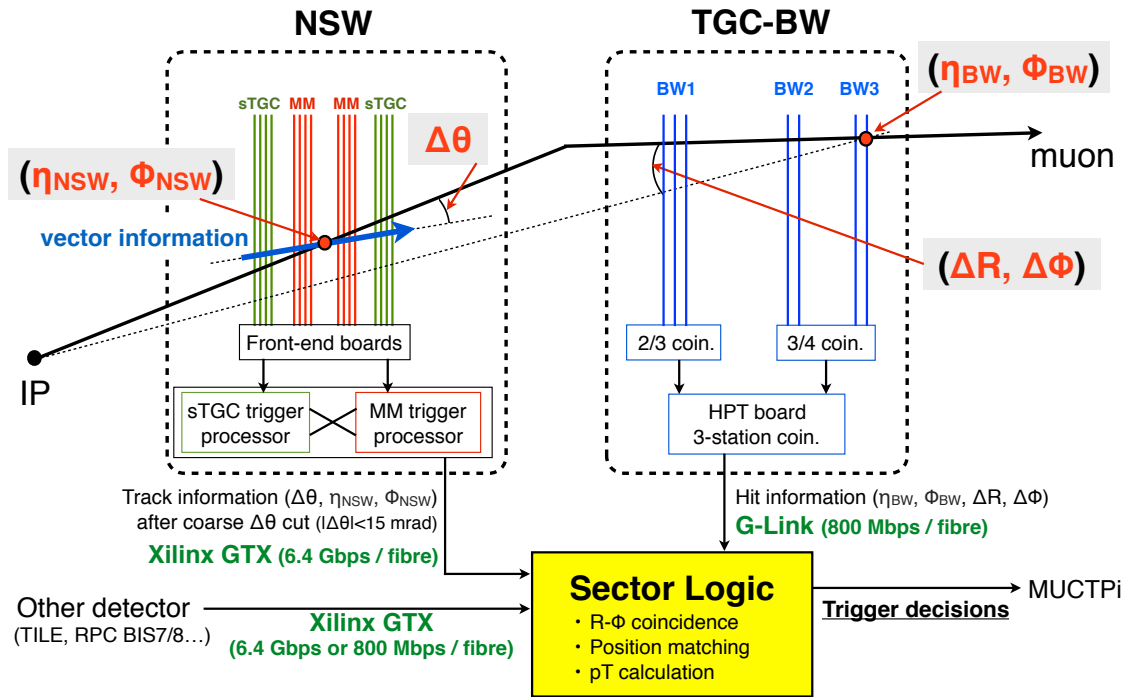 NSW
TGC-BW
sTGC MM MM sTGC
BW1 BW2 BW3
(ηBW, ΦBW)
Δθ
muon
(ηNSW, ΦNSW)
vector information
(ΔR, ΔΦ)
IP
Front-end boards
2/3 coin.
3/4 coin.
sTGC trigger
processor
MM trigger
processor
HPT board
3-station coin.
Track information (Δθ, ηNSW, ΦNSW)
after coarse Δθ cut (|Δθ|<15 mrad)
Xilinx GTX (6.4 Gbps / fibre)
Hit information (ηBW, ΦBW, ΔR, ΔΦ)
G-Link (800 Mbps / fibre)
Other detector
(TILE, RPC BIS7/8…)
Xilinx GTX
(6.4 Gbps or 800 Mbps / fibre)
Sector Logic
・R-Φ coincidence
・Position matching
・pT calculation
MUCTPi
Trigger decisions